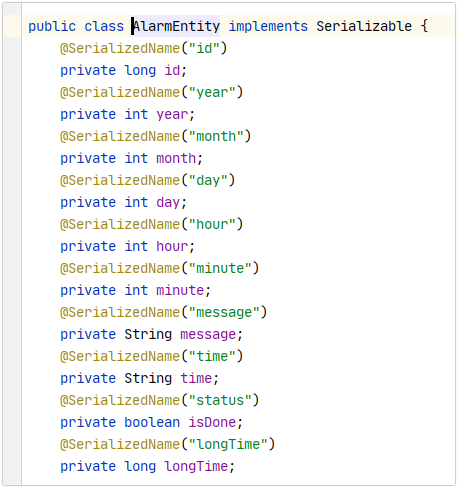 public class AlarmEntity implements Serializable {
@SerializedName("id")
private long id;
@SerializedName("year")
private int year;
@SerializedName("month")
private int month;
@SerializedName("day")
private int day;
@SerializedName("hour")
private int hour;
@SerializedName("minute")
private int minute;
@SerializedName("message")
private String message;
@SerializedName("time")
private String time;
@SerializedName("status")
private boolean isDone;
@SerializedName("longTime")
private long longTime;